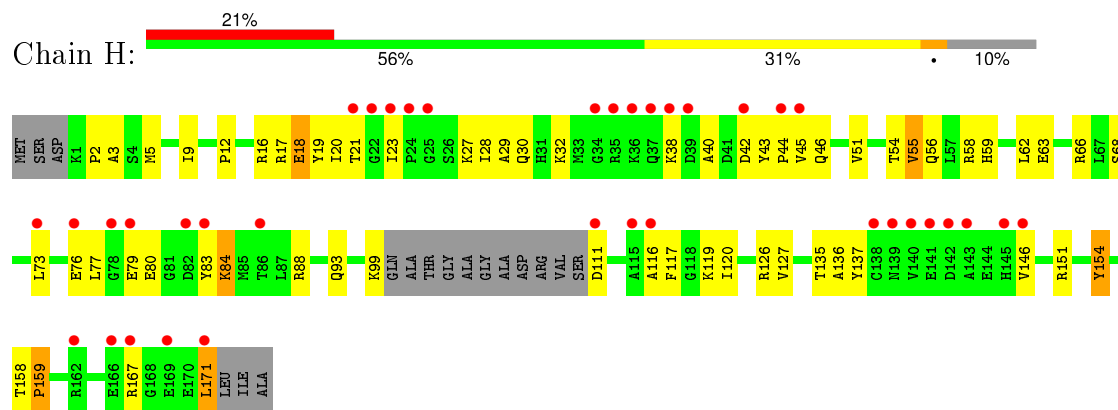 21%
Chain H:
56% 31% • 10%
MET SER ASP K1 P2 A3 S4 M5 I9 P12 R16 R17 E18 Y19 I20 T21 G22 I23 P24 G25 S26 K27 I28 A29 Q30 H31 K32 M33 G34 R35 K36 Q37 K38 D39 A40 D41 D42 Y43 P44 V45 Q46 V51 T54 V55 Q56 L57 R58 H59 L62 E63 R66 L67 S68
L73 E76 L77 G78 E79 E80 G81 D82 Y83 K84 M85 T86 L87 R88 Q93 K99 GLN ALA THR GLY ALA GLY ALA ASP ARG VAL SER D111 A115 A116 F117 G118 K119 I120 R126 V127 T135 A136 Y137 C138 N139 V140 E141 D142 A143 E144 H145 V146 R151 Y154
T158 P159 R162 E166 R167 G168 E169 E170 L171 LEU ILE ALA